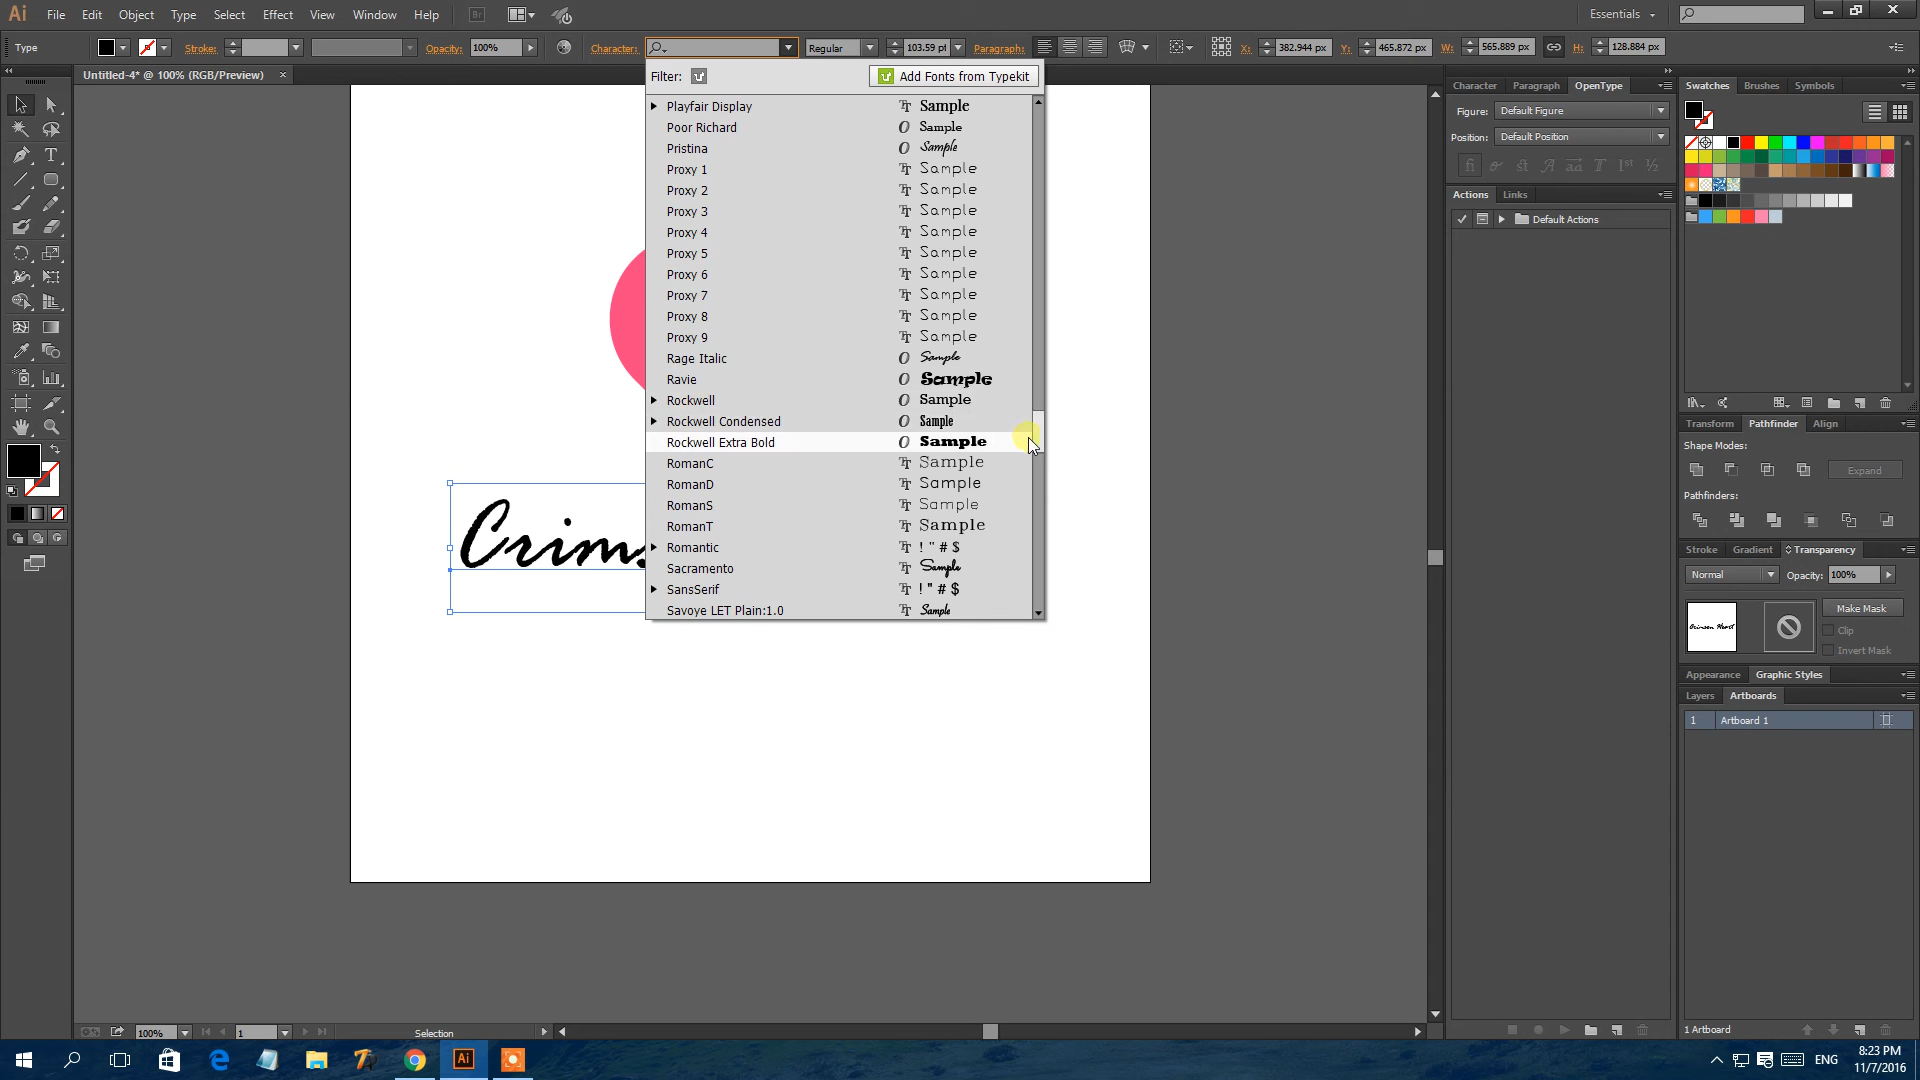 Ai File Edit Object Type Select Effect View Window Help Br Essentials
Type Stroke: Opacity: 100% Character: Regular 103.59 pt Paragraph: X: 382.944 px Y: 465.872 px W: 565.889 px H: 128.884 px
Untitled-4* @ 100% (RGB/Preview)
Filter: Add Fonts from Typekit
Playfair Display Sample
Poor Richard Sample
Pristina Sample
Proxy 1 Sample
Proxy 2 Sample
Proxy 3 Sample
Proxy 4 Sample
Proxy 5 Sample
Proxy 6 Sample
Proxy 7 Sample
Proxy 8 Sample
Proxy 9 Sample
Rage Italic Sample
Ravie Sample
Rockwell Sample
Rockwell Condensed Sample
Rockwell Extra Bold Sample
RomanC Sample
RomanD Sample
RomanS Sample
RomanT Sample
Romantic ! " # $
Sacramento Sample
SansSerif ! " # $
Savoye LET Plain:1.0 Sample
Crims
Character Paragraph OpenType
Figure: Default Figure
Position: Default Position
Actions Links
Default Actions
Swatches Brushes Symbols
Transform Pathfinder Align
Shape Modes:
Expand
Pathfinders:
Stroke Gradient Transparency
Normal Opacity: 100%
Make Mask
Clip
Invert Mask
Crimson Heart
Appearance Graphic Styles
Layers Artboards
1 Artboard 1
1 Artboard
100% 1 Selection
Ai ENG 8:23 PM
11/7/2016